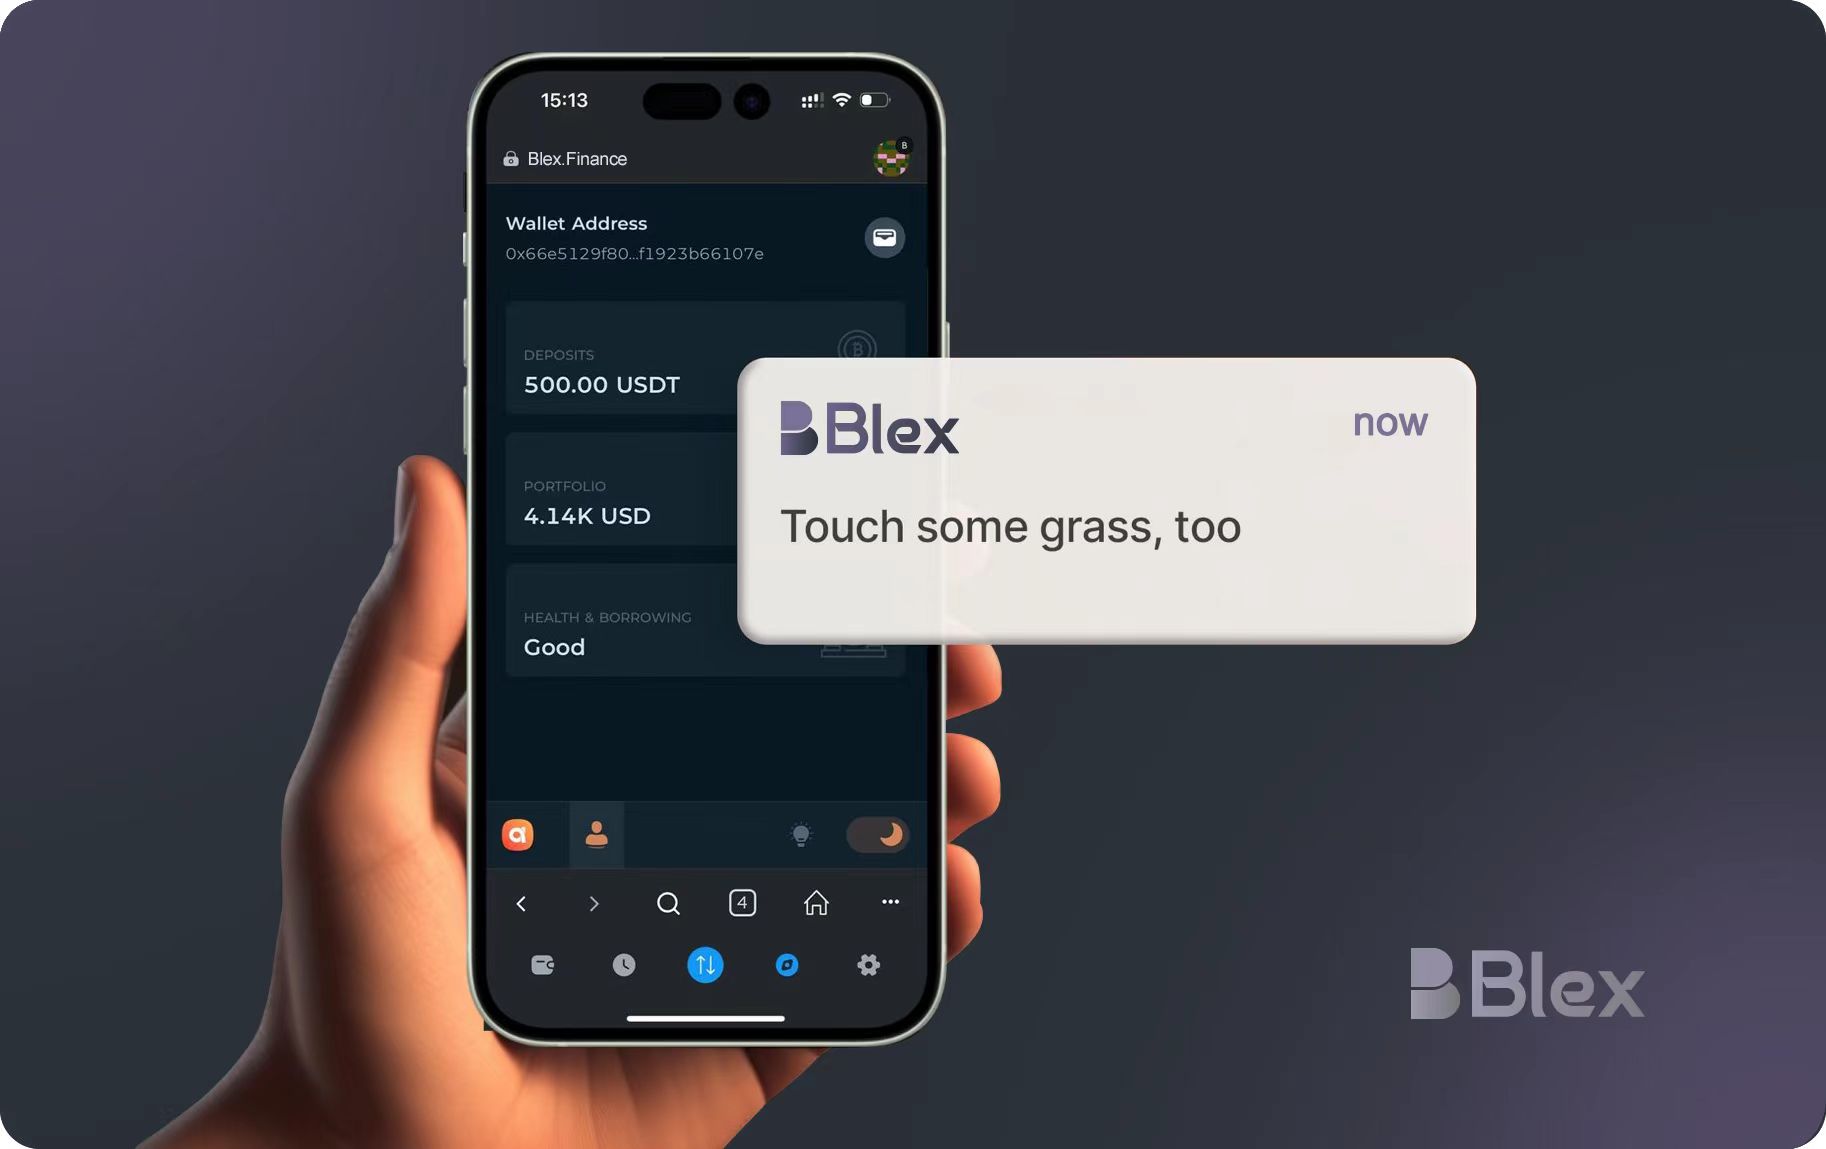 15:13
Blex.Finance
B
Wallet Address
0x66e5129f80...f1923b66107e
DEPOSITS
500.00 USDT
Blex
now
Touch some grass, too
PORTFOLIO
4.14K USD
HEALTH & BORROWING
Good
a
4
Blex